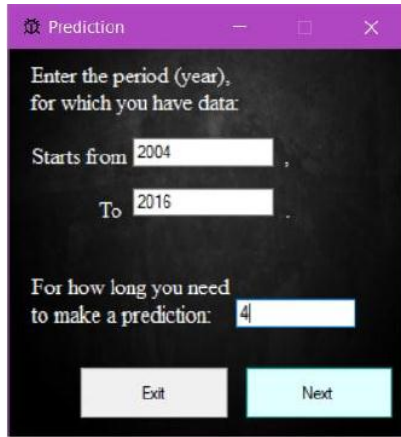 Prediction
Enter the period (year),
for which you have data:
Starts from 2004 ,
To 2016 .
For how long you need
to make a prediction: 4
Exit Next